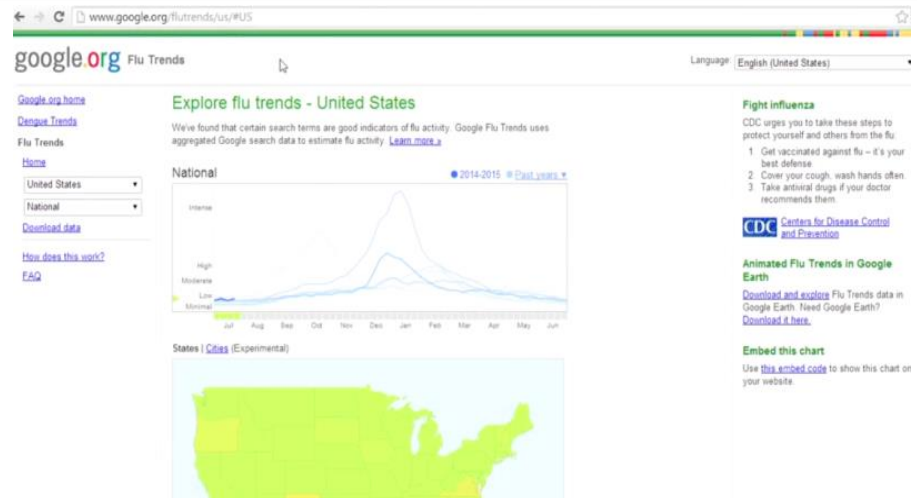 www.google.org/flutrends/us/#US
google.org Flu Trends
Language: English (United States)
Google.org home
Dengue Trends
Flu Trends
Home
United States
National
Download data
How does this work?
FAQ
Explore flu trends - United States
We've found that certain search terms are good indicators of flu activity. Google Flu Trends uses
aggregated Google search data to estimate flu activity. Learn more »
National
2014-2015 Past years
Intense
High
Moderate
Low
Minimal
Jul Aug Sep Oct Nov Dec Jan Feb Mar Apr May Jun
States | Cities (Experimental)
Fight influenza
CDC urges you to take these steps to
protect yourself and others from the flu.
1. Get vaccinated against flu – it's your
best defense
2. Cover your cough, wash hands often.
3. Take antiviral drugs if your doctor
recommends them.
CDC Centers for Disease Control
and Prevention
Animated Flu Trends in Google
Earth
Download and explore Flu Trends data in
Google Earth. Need Google Earth?
Download it here.
Embed this chart
Use this embed code to show this chart on
your website.